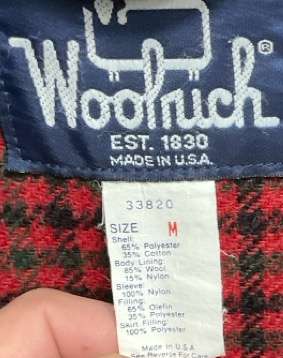 Woolrich®
EST. 1830
MADE IN U.S.A.
33820
SIZE M
Shell:
65% Polyester
35% Cotton
Body Lining:
85% Wool
15% Nylon
Sleeve:
100% Nylon
Filling:
65% Olefin
35% Polyester
Skirt Filling:
100% Polyester
Made in U.S.A.
See Reverse For Care